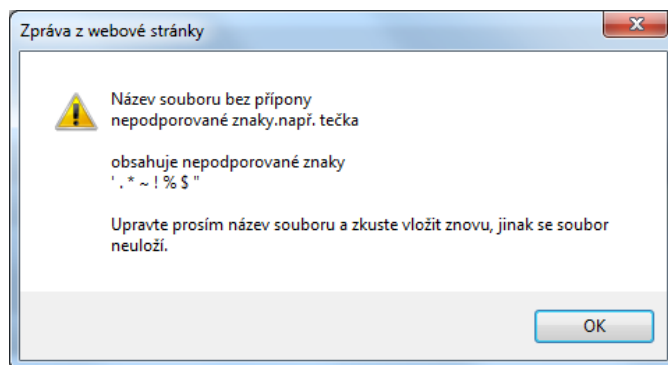 Zpráva z webové stránky
Název souboru bez přípony
nepodporované znaky.např. tečka
obsahuje nepodporované znaky
' . * ~ ! % $ "
Upravte prosím název souboru a zkuste vložit znovu, jinak se soubor
neuloží.
OK